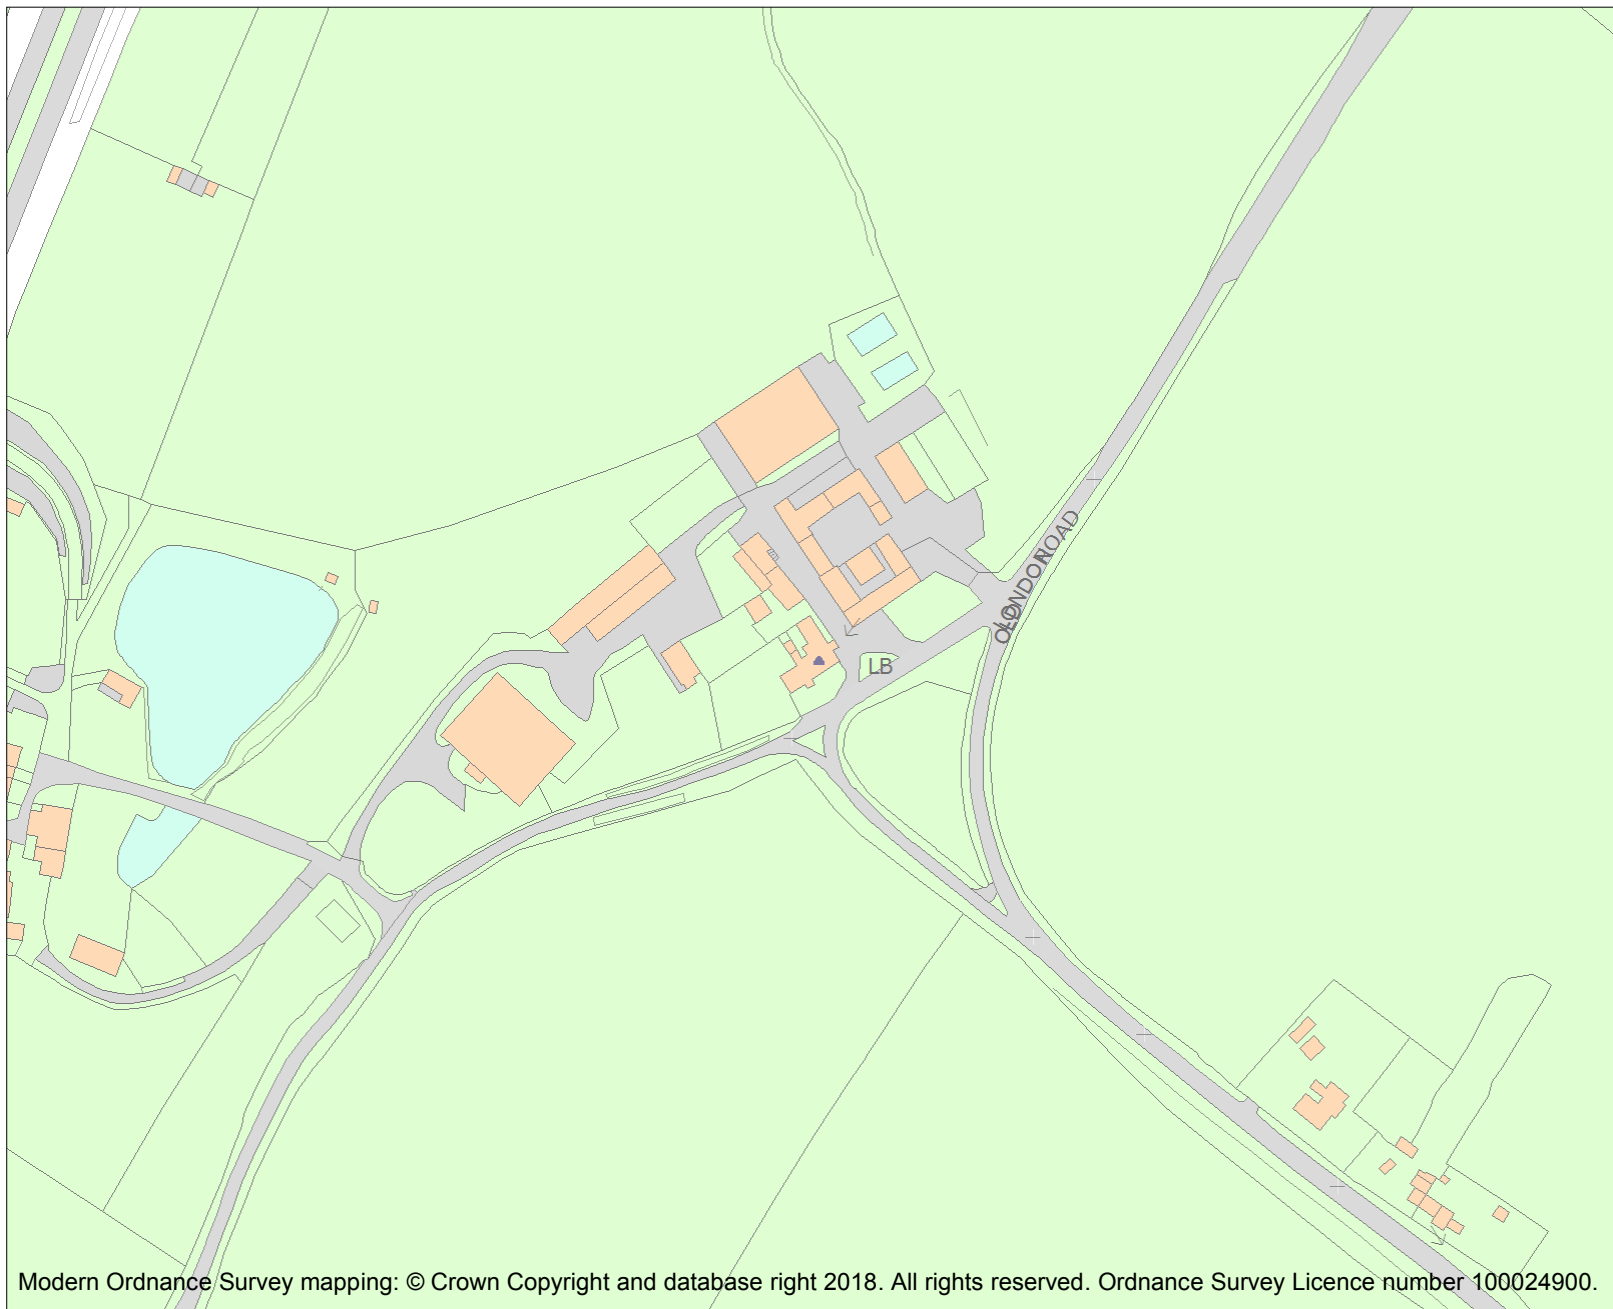 OLD LONDON ROAD
LB
Modern Ordnance Survey mapping: © Crown Copyright and database right 2018. All rights reserved. Ordnance Survey Licence number 100024900.